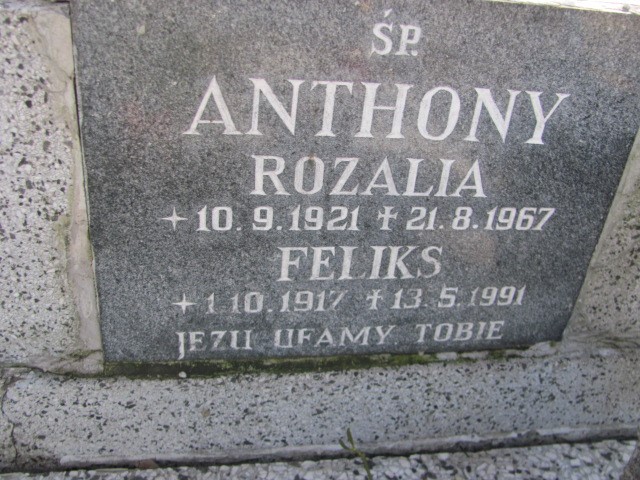 ŚP.
ANTHONY
ROZALIA
+ 10.9.1921 ✝ 21.8.1967
FELIKS
+ 1.10.1917 ✝ 13.5.1991
JEZU UFAMY TOBIE